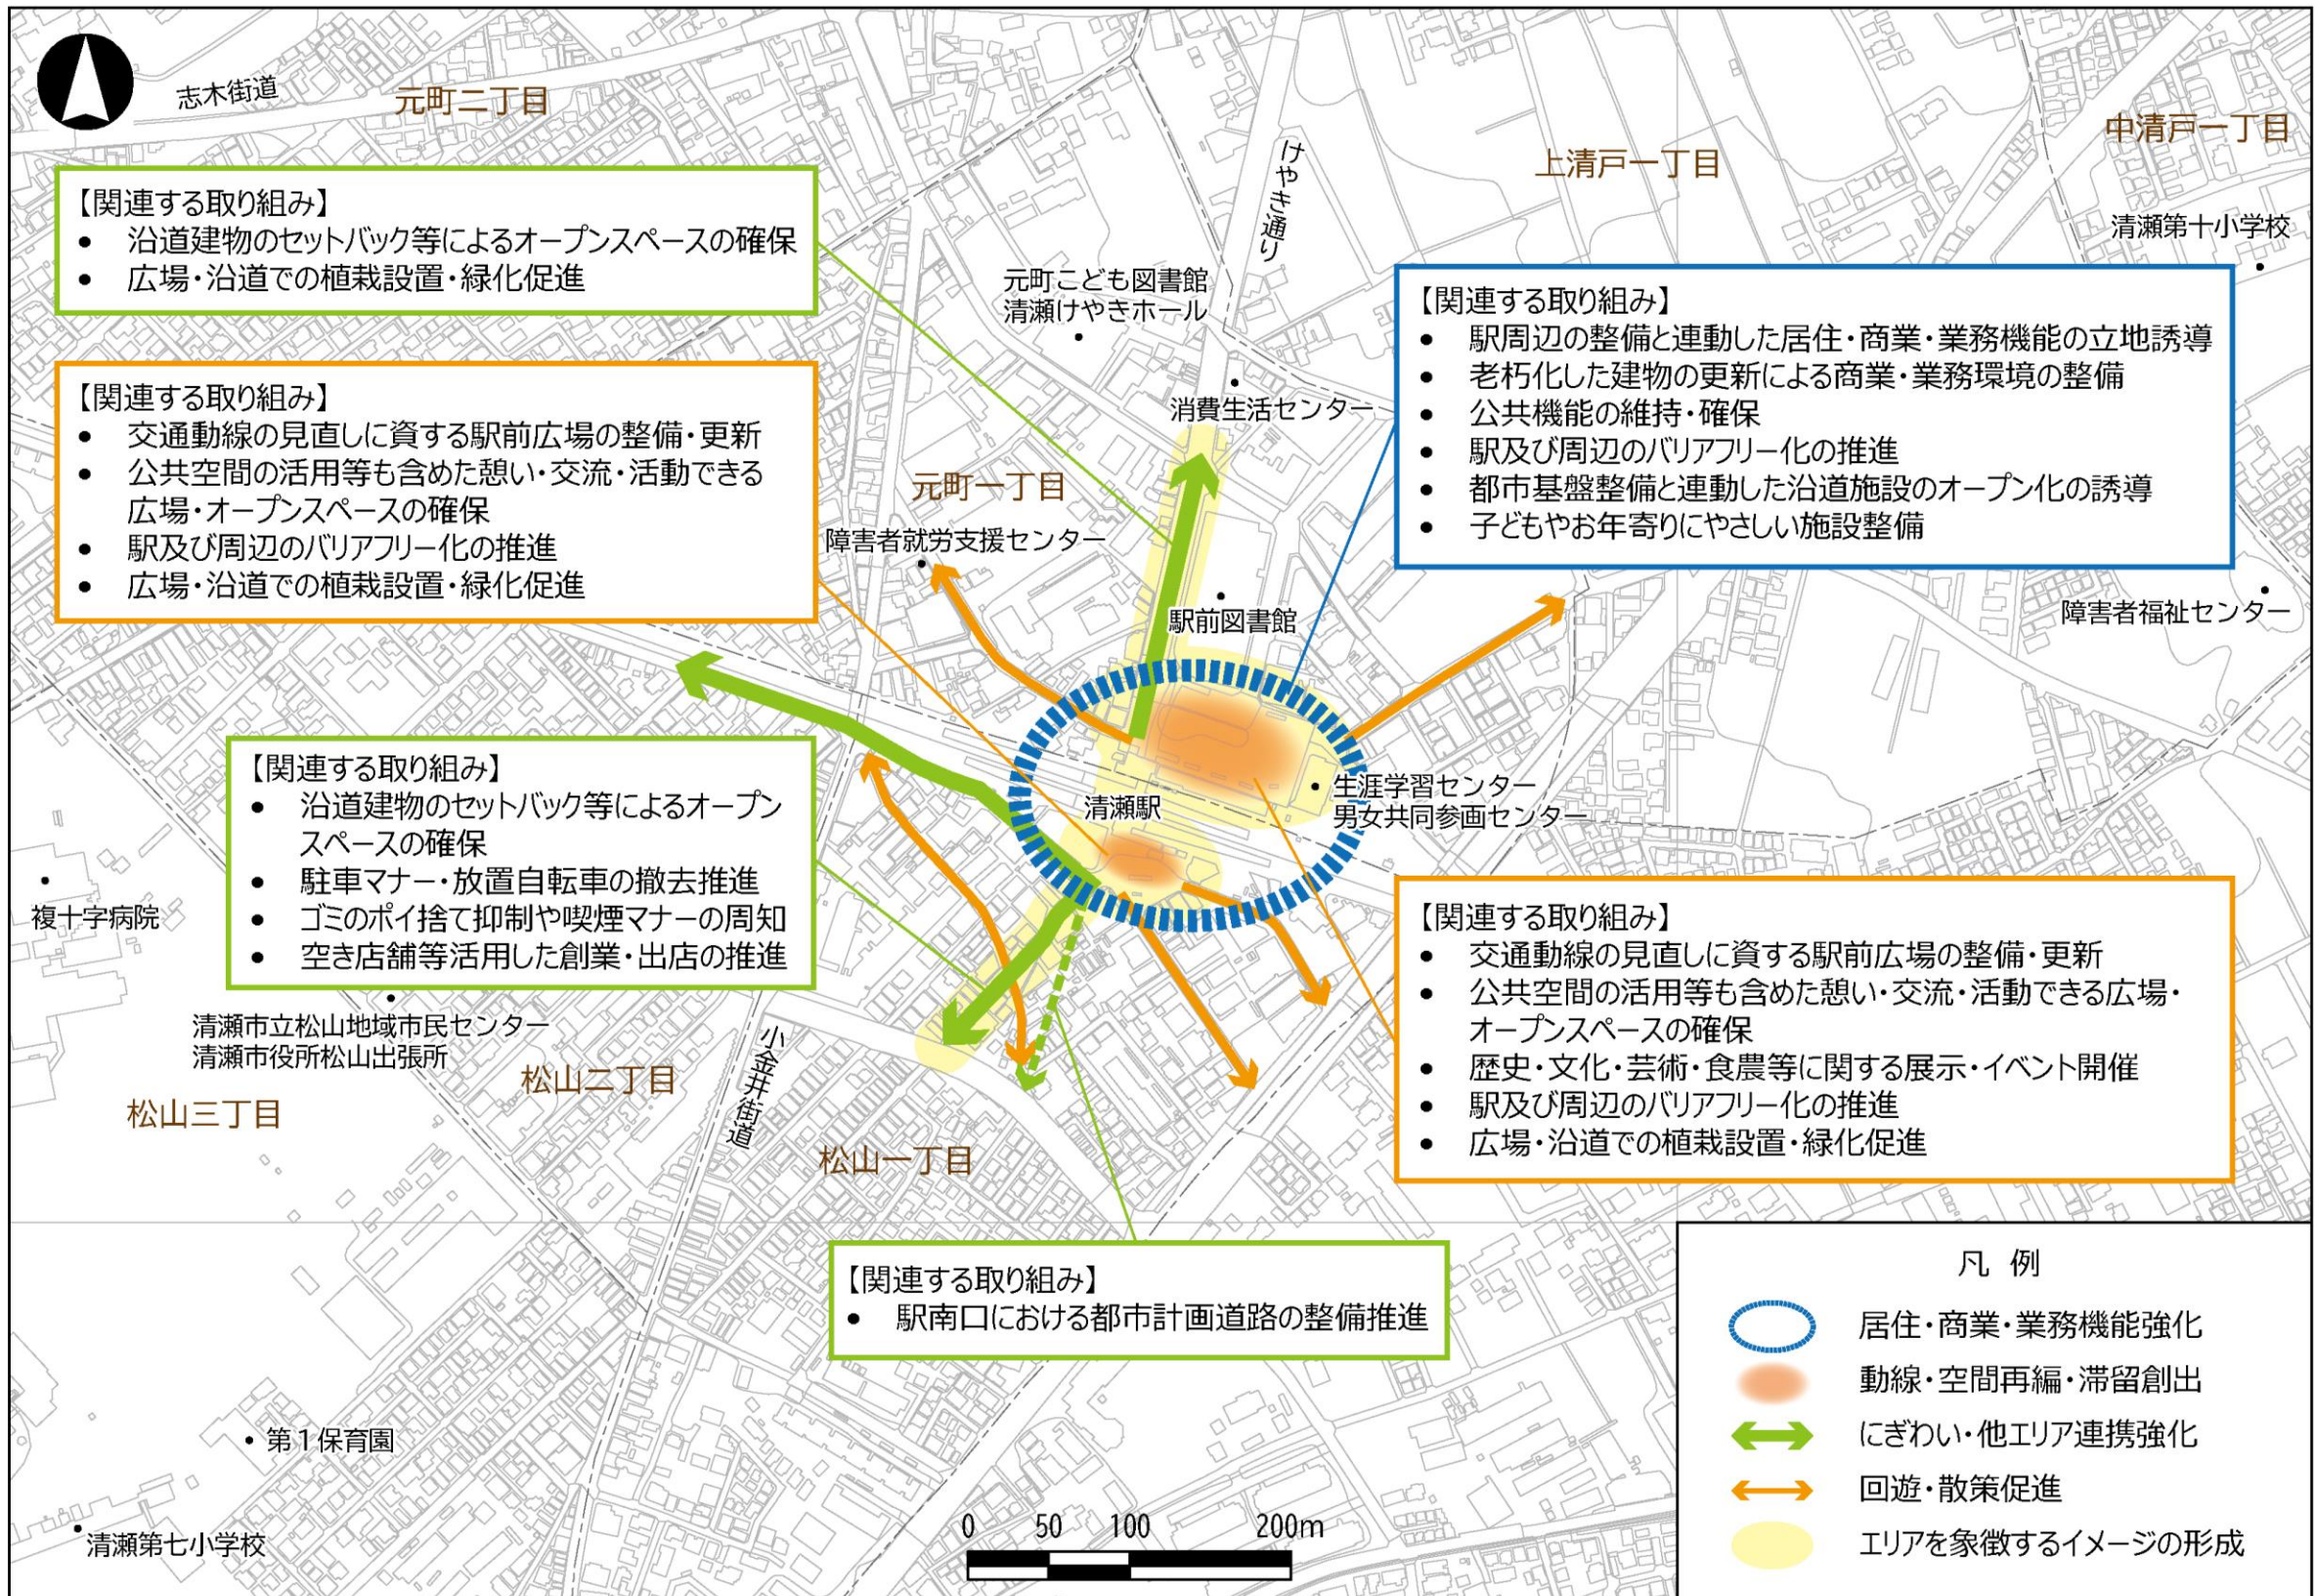 志木街道
元町二丁目
中清戸一丁目
上清戸一丁目
けやき通り
清瀬第十小学校
【関連する取り組み】
• 沿道建物のセットバック等によるオープンスペースの確保
• 広場・沿道での植栽設置・緑化促進
元町こども図書館
清瀬けやきホール
【関連する取り組み】
• 駅周辺の整備と連動した居住・商業・業務機能の立地誘導
• 老朽化した建物の更新による商業・業務環境の整備
• 公共機能の維持・確保
• 駅及び周辺のバリアフリー化の推進
• 都市基盤整備と連動した沿道施設のオープン化の誘導
• 子どもやお年寄りにやさしい施設整備
【関連する取り組み】
• 交通動線の見直しに資する駅前広場の整備・更新
• 公共空間の活用等も含めた憩い・交流・活動できる
広場・オープンスペースの確保
• 駅及び周辺のバリアフリー化の推進
• 広場・沿道での植栽設置・緑化促進
消費生活センター
元町一丁目
障害者就労支援センター
駅前図書館
障害者福祉センター
【関連する取り組み】
• 沿道建物のセットバック等によるオープン
スペースの確保
• 駐車マナー・放置自転車の撤去推進
• ゴミのポイ捨て抑制や喫煙マナーの周知
• 空き店舗等活用した創業・出店の推進
清瀬駅
生涯学習センター
男女共同参画センター
複十字病院
【関連する取り組み】
• 交通動線の見直しに資する駅前広場の整備・更新
• 公共空間の活用等も含めた憩い・交流・活動できる広場・
オープンスペースの確保
• 歴史・文化・芸術・食農等に関する展示・イベント開催
• 駅及び周辺のバリアフリー化の推進
• 広場・沿道での植栽設置・緑化促進
清瀬市立松山地域市民センター
清瀬市役所松山出張所
小金井街道
松山二丁目
松山三丁目
松山一丁目
【関連する取り組み】
• 駅南口における都市計画道路の整備推進
凡 例
居住・商業・業務機能強化
動線・空間再編・滞留創出
にぎわい・他エリア連携強化
回遊・散策促進
エリアを象徴するイメージの形成
第1保育園
清瀬第七小学校
0 50 100 200m